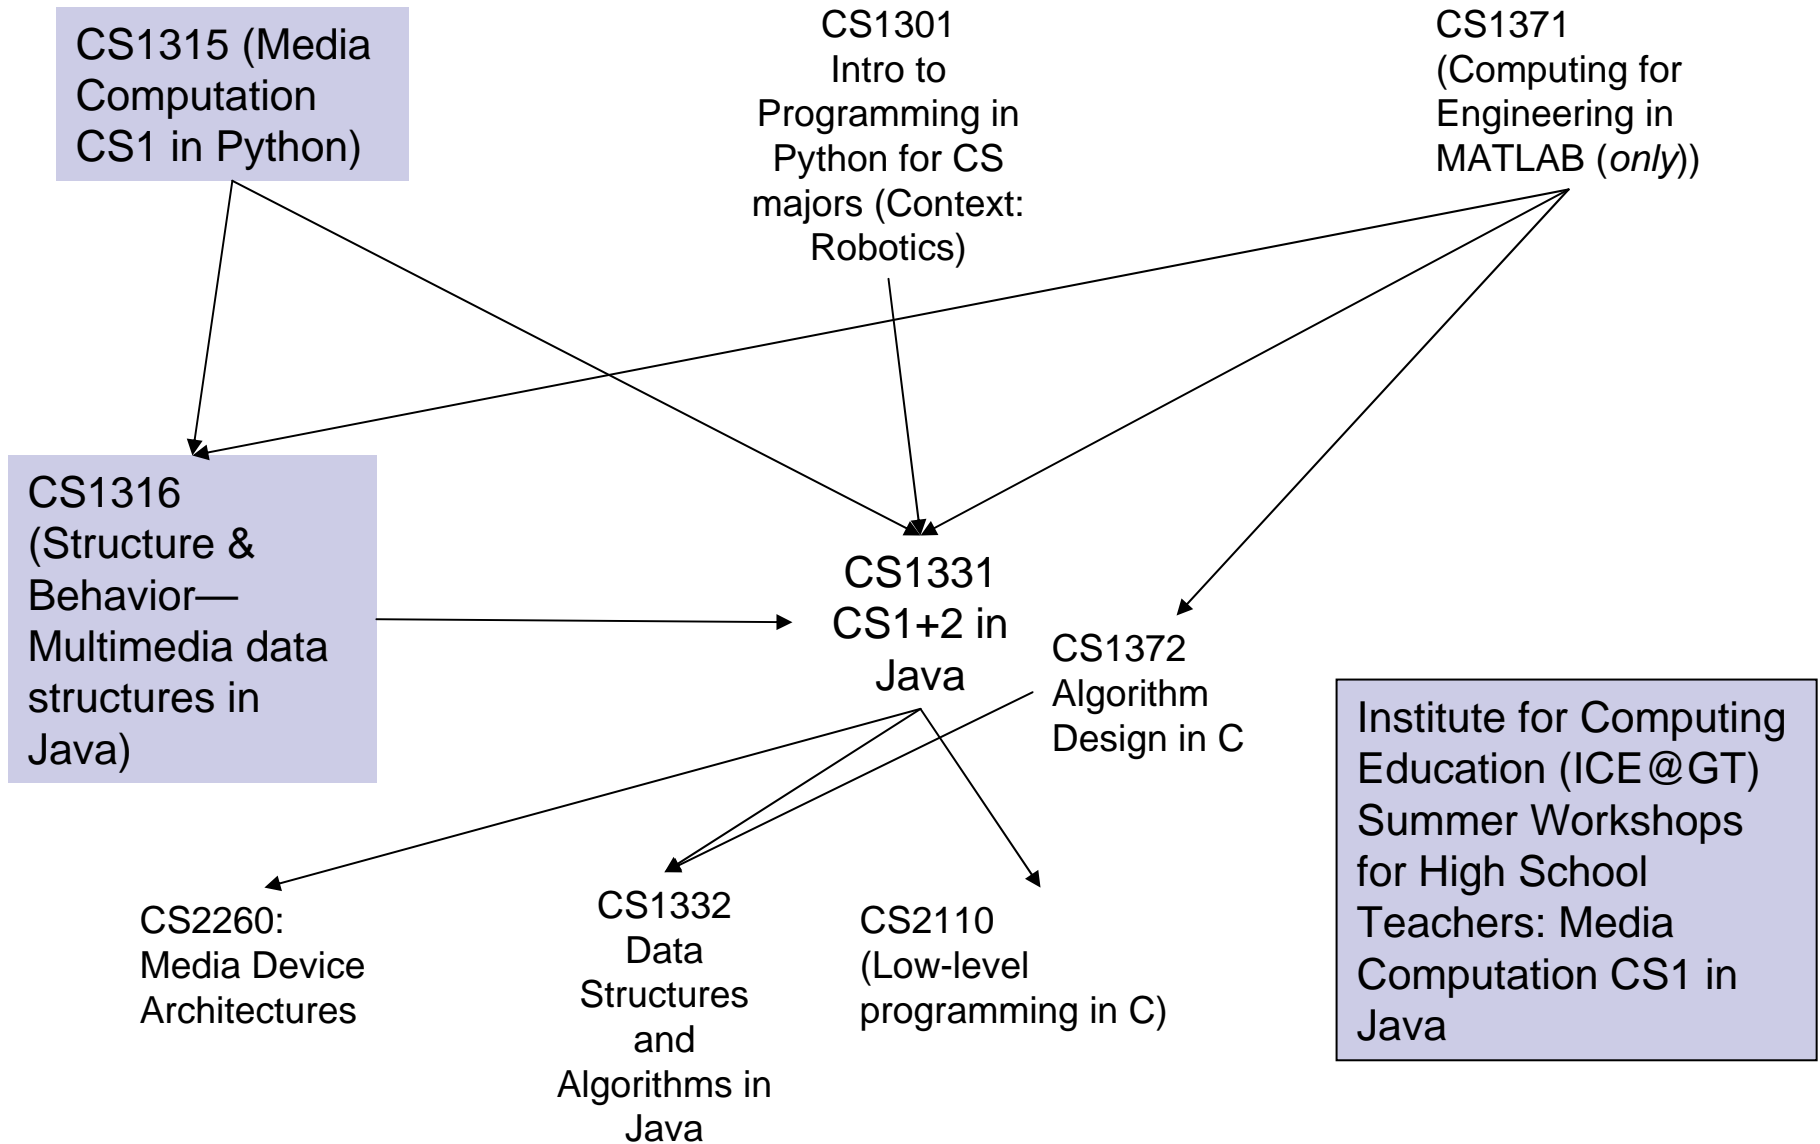 CS1315 (Media
Computation
CS1 in Python)
CS1301
Intro to
Programming in
Python for CS
majors (Context:
Robotics)
CS1371
(Computing for
Engineering in
MATLAB (only))
CS1316
(Structure &
Behavior—
Multimedia data
structures in
Java)
CS1331
CS1+2 in
Java
CS1372
Algorithm
Design in C
Institute for Computing
Education (ICE@GT)
Summer Workshops
for High School
Teachers: Media
Computation CS1 in
Java
CS2260:
Media Device
Architectures
CS1332
Data
Structures
and
Algorithms in
Java
CS2110
(Low-level
programming in C)